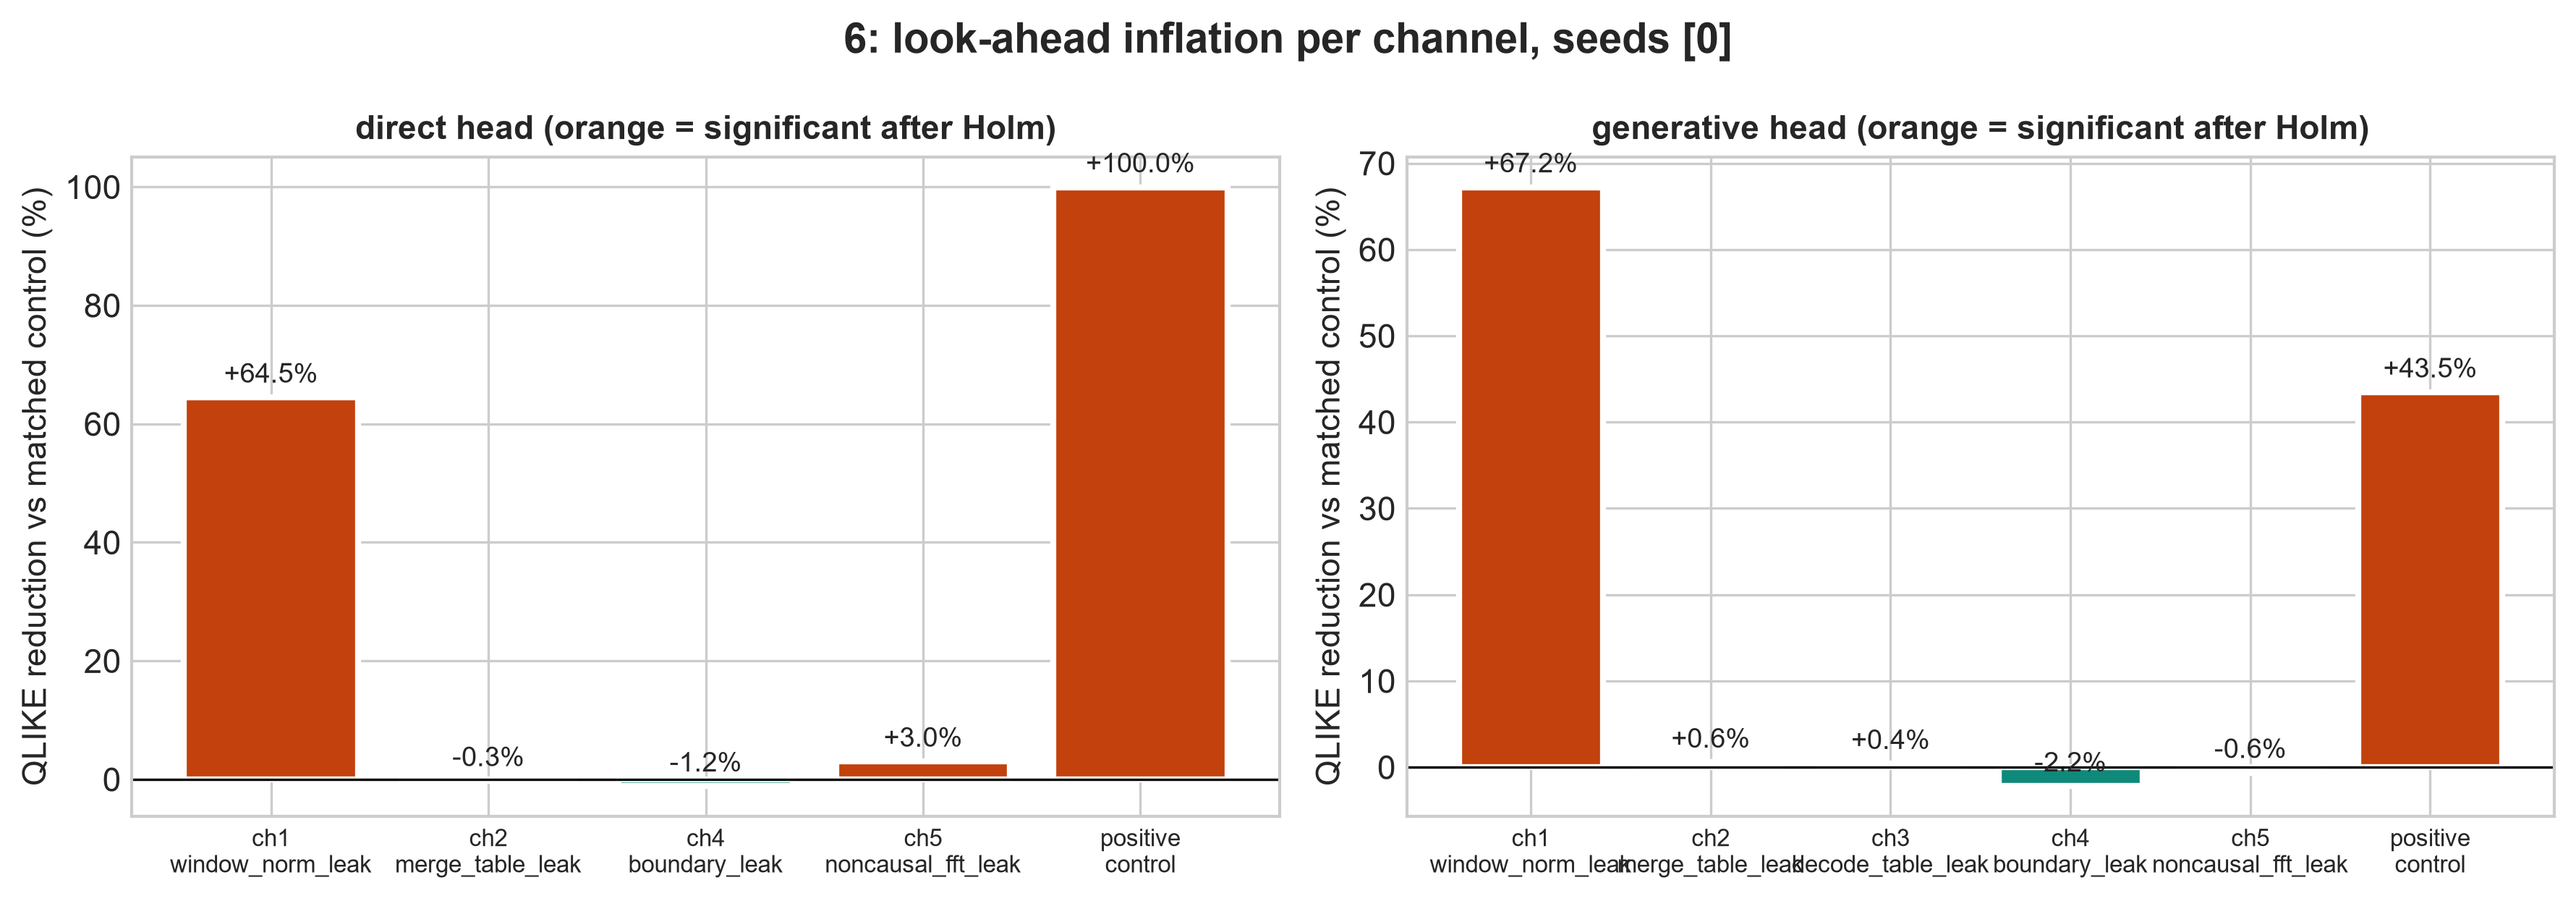 6: look-ahead inflation per channel, seeds [0]
direct head (orange = significant after Holm)
QLIKE reduction vs matched control (%)
100
80
60
40
20
0
+64.5%
-0.3%
-1.2%
+3.0%
+100.0%
ch1
window_norm_leak
ch2
merge_table_leak
ch4
boundary_leak
ch5
noncausal_fft_leak
positive
control
generative head (orange = significant after Holm)
QLIKE reduction vs matched control (%)
70
60
50
40
30
20
10
0
+67.2%
+0.6%
+0.4%
-2.2%
-0.6%
+43.5%
ch1
window_norm_leak
ch2
merge_table_leak
ch3
decode_table_leak
ch4
boundary_leak
ch5
noncausal_fft_leak
positive
control